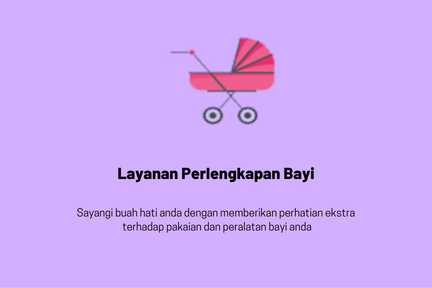 Layanan Perlengkapan Bayi
Sayangi buah hati anda dengan memberikan perhatian ekstra
terhadap pakaian dan peralatan bayi anda